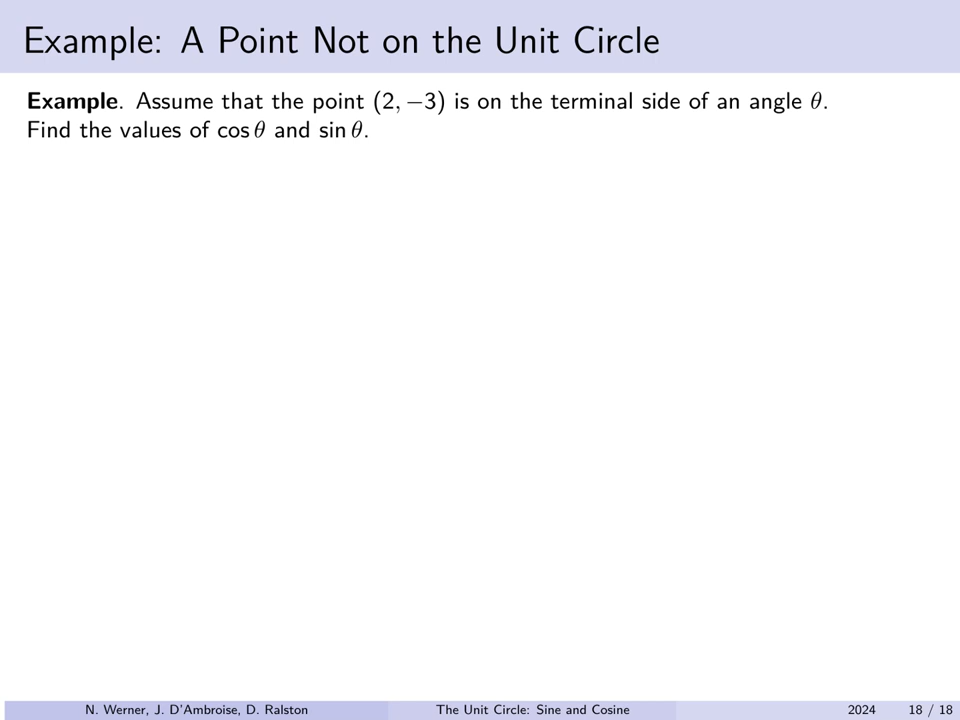 Example: A Point Not on the Unit Circle
Example. Assume that the point (2, −3) is on the terminal side of an angle θ.
Find the values of cos θ and sin θ.
N. Werner, J. D'Ambroise, D. Ralston The Unit Circle: Sine and Cosine 2024 18 / 18